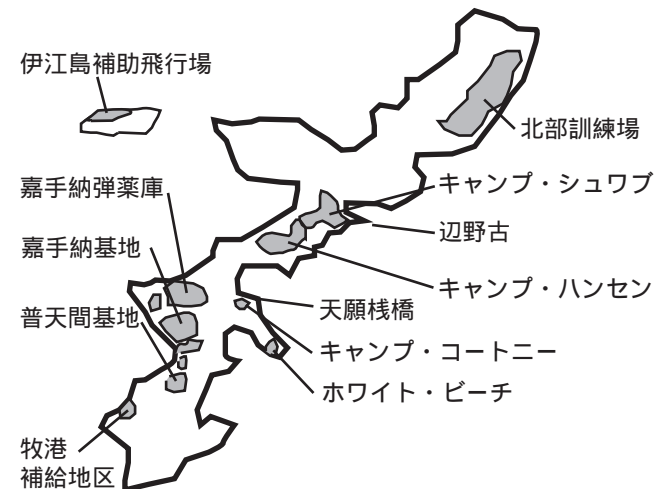 伊江島補助飛行場
北部訓練場
嘉手納弾薬庫
キャンプ・シュワブ
辺野古
嘉手納基地
キャンプ・ハンセン
天願桟橋
普天間基地
キャンプ・コートニー
ホワイト・ビーチ
牧港
補給地区